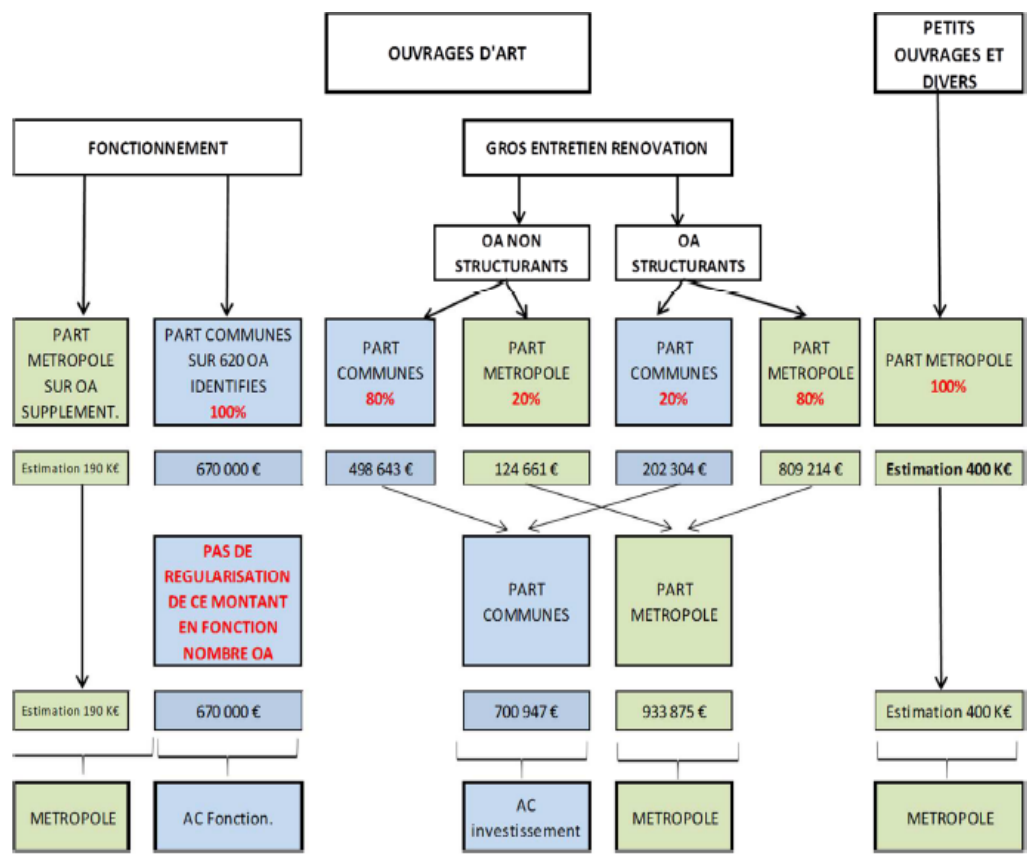 OUVRAGES D'ART
PETITS
OUVRAGES ET
DIVERS
FONCTIONNEMENT
GROS ENTRETIEN RENOVATION
OA NON
STRUCTURANTS
OA
STRUCTURANTS
PART
METROPOLE
SUR OA
SUPPLEMENT.
PART COMMUNES
SUR 620 OA
IDENTIFIES
100%
PART
COMMUNES
80%
PART
METROPOLE
20%
PART
COMMUNES
20%
PART
METROPOLE
80%
PART METROPOLE
100%
Estimation 190 K€
670 000 €
498 643 €
124 661 €
202 304 €
809 214 €
Estimation 400 K€
PAS DE
REGULARISATION
DE CE MONTANT
EN FONCTION
NOMBRE OA
PART
COMMUNES
PART
METROPOLE
Estimation 190 K€
670 000 €
700 947 €
933 875 €
Estimation 400 K€
METROPOLE
AC Fonction.
AC
investissement
METROPOLE
METROPOLE